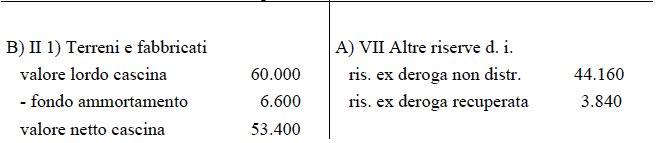 B) II 1) Terreni e fabbricati A) VII Altre riserve d. i.
valore lordo cascina 60.000 ris. ex deroga non distr. 44.160
- fondo ammortamento 6.600 ris. ex deroga recuperata 3.840
valore netto cascina 53.400